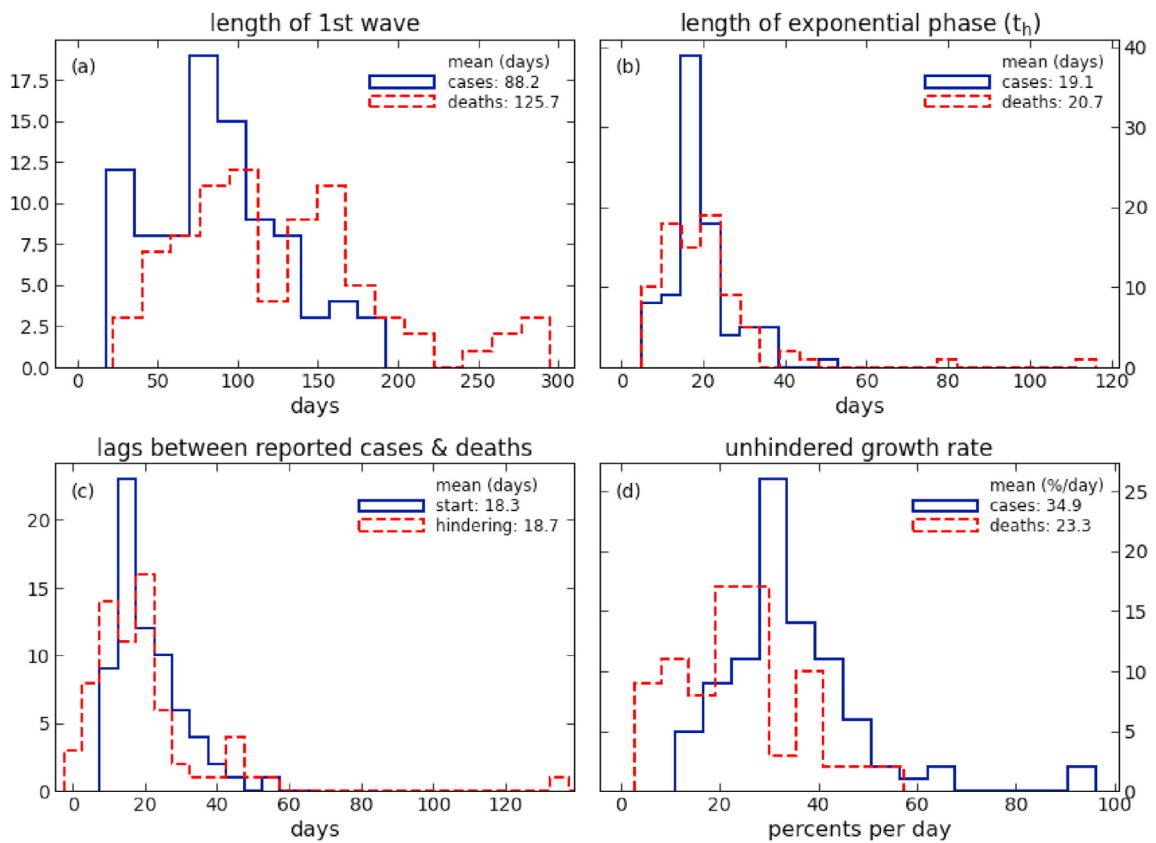 length of 1st wave
(a)
mean (days)
cases: 88.2
deaths: 125.7
17.5
15.0
12.5
10.0
7.5
5.0
2.5
0.0
0 50 100 150 200 250 300
days
length of exponential phase (th)
(b)
mean (days)
cases: 19.1
deaths: 20.7
40
30
20
10
0
0 20 40 60 80 100 120
days
lags between reported cases & deaths
(c)
mean (days)
start: 18.3
hindering: 18.7
20
15
10
5
0
0 20 40 60 80 100 120
days
unhindered growth rate
(d)
mean (%/day)
cases: 34.9
deaths: 23.3
25
20
15
10
5
0
0 20 40 60 80 100
percents per day